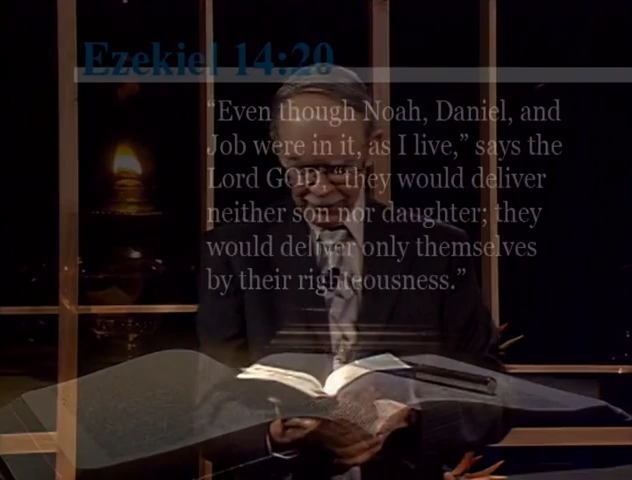 Ezekiel 14:20
“Even though Noah, Daniel, and
Job were in it, as I live,” says the
Lord GOD, “they would deliver
neither son nor daughter; they
would deliver only themselves
by their righteousness.”